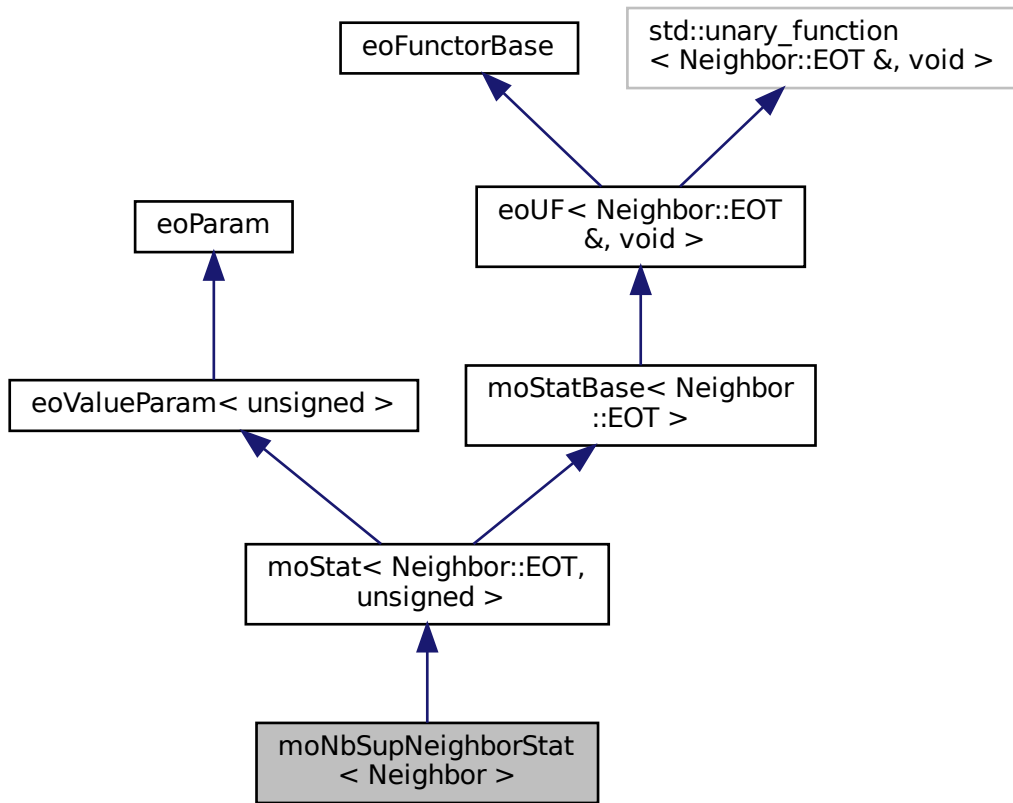 eoFunctorBase
std::unary_function
< Neighbor::EOT &, void >
eoUF< Neighbor::EOT
&, void >
eoParam
eoValueParam< unsigned >
moStatBase< Neighbor
::EOT >
moStat< Neighbor::EOT,
unsigned >
moNbSupNeighborStat
< Neighbor >